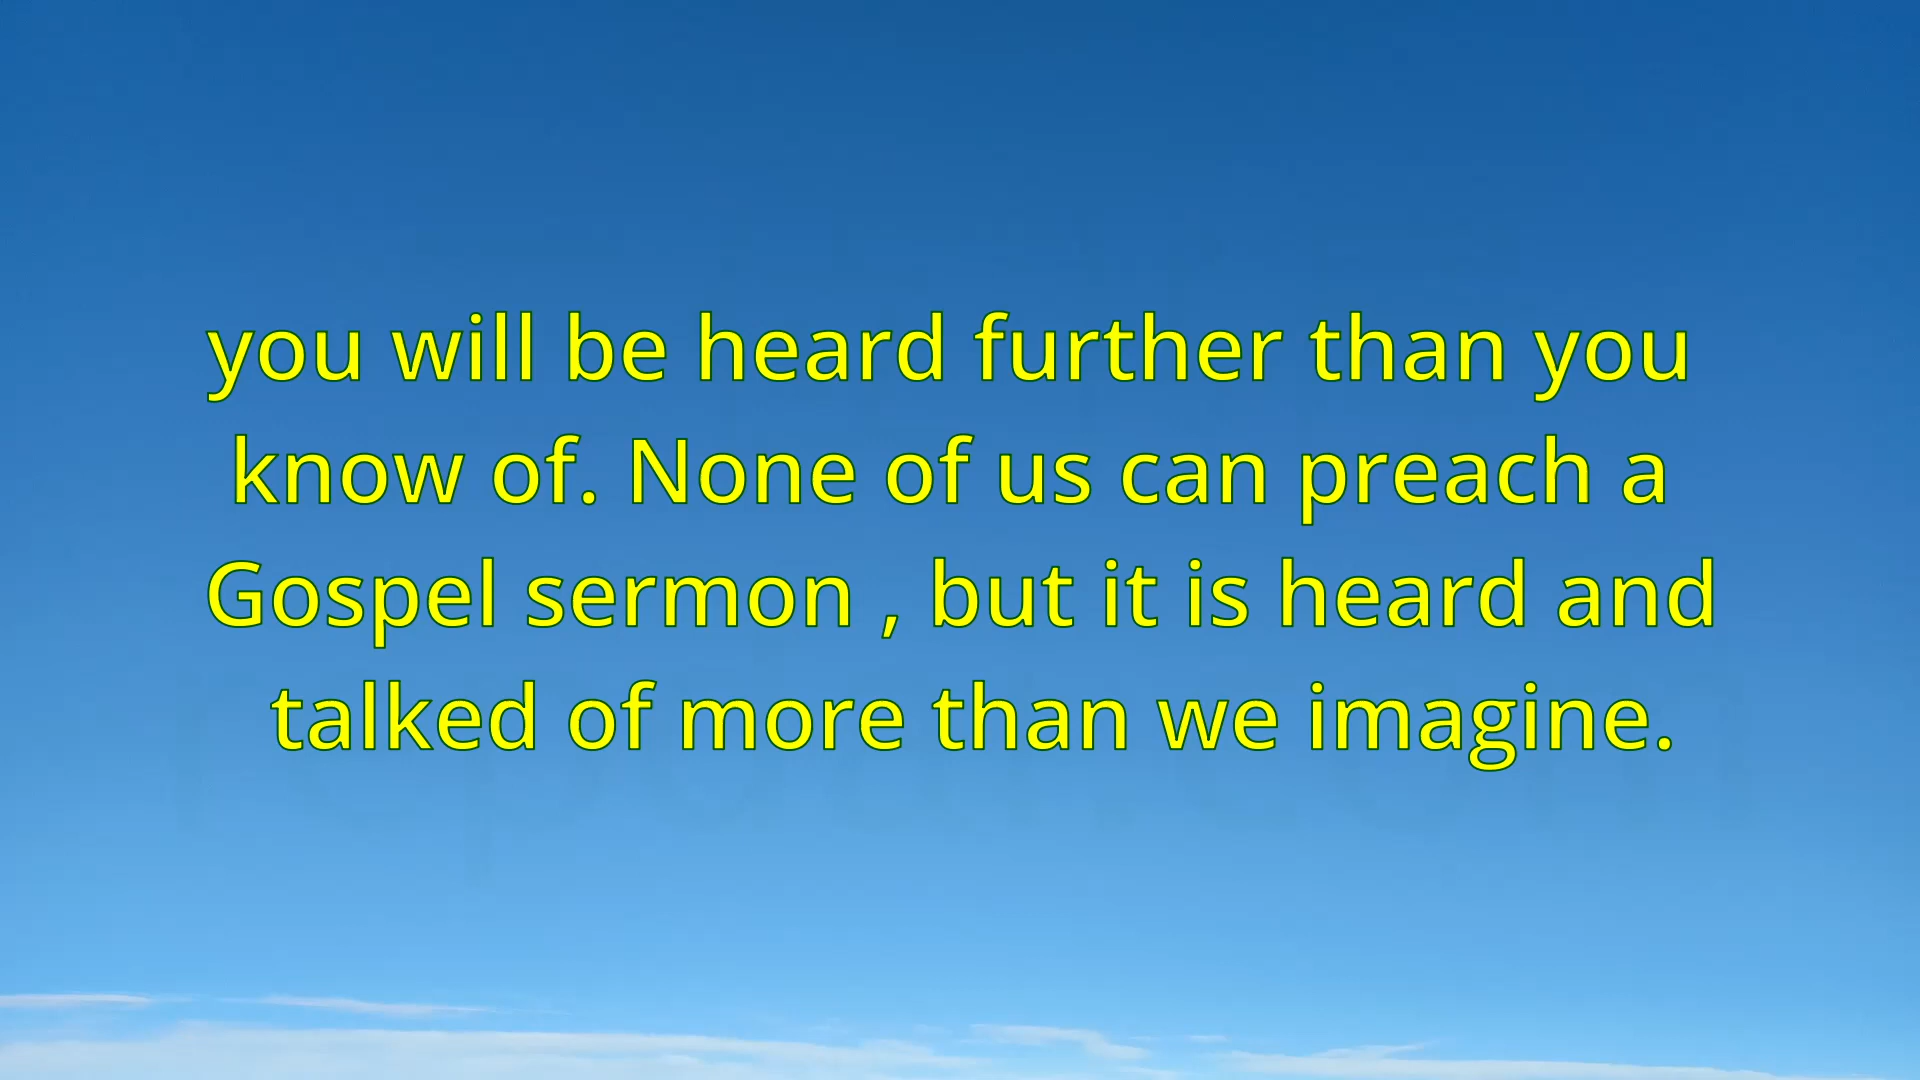 you will be heard further than you
know of. None of us can preach a
Gospel sermon , but it is heard and
talked of more than we imagine.